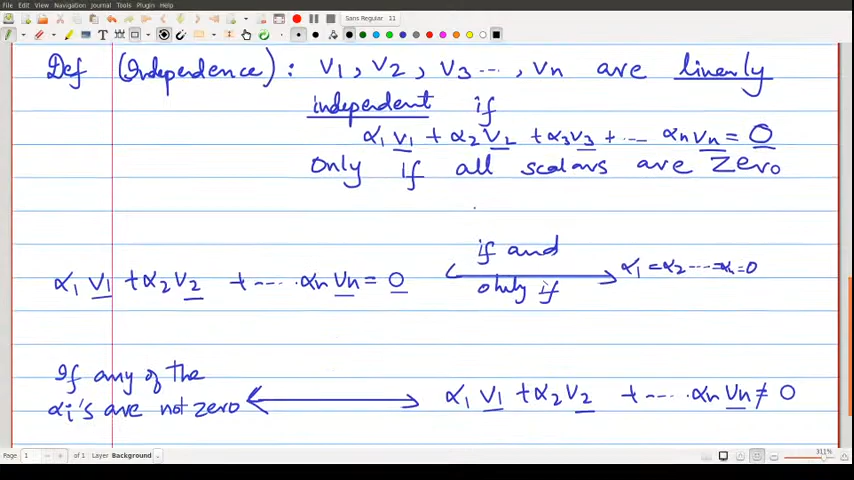 File Edit View Navigation Journal Tools Plugin Help
Sans Regular 11
Def (Independence) : v1, v2, v3 ..., vn are linearly
independent if
α1 v1 + α2 v2 + α3 v3 + ... αn vn = 0
only if all scalars are zero
if and
α1 v1 + α2 v2 + .... αn vn = 0
only if
α1 = α2 .... = αn = 0
If any of the
αi's are not zero
α1 v1 + α2 v2 + .... αn vn ≠ 0
Page 1 of 1 Layer Background
311%